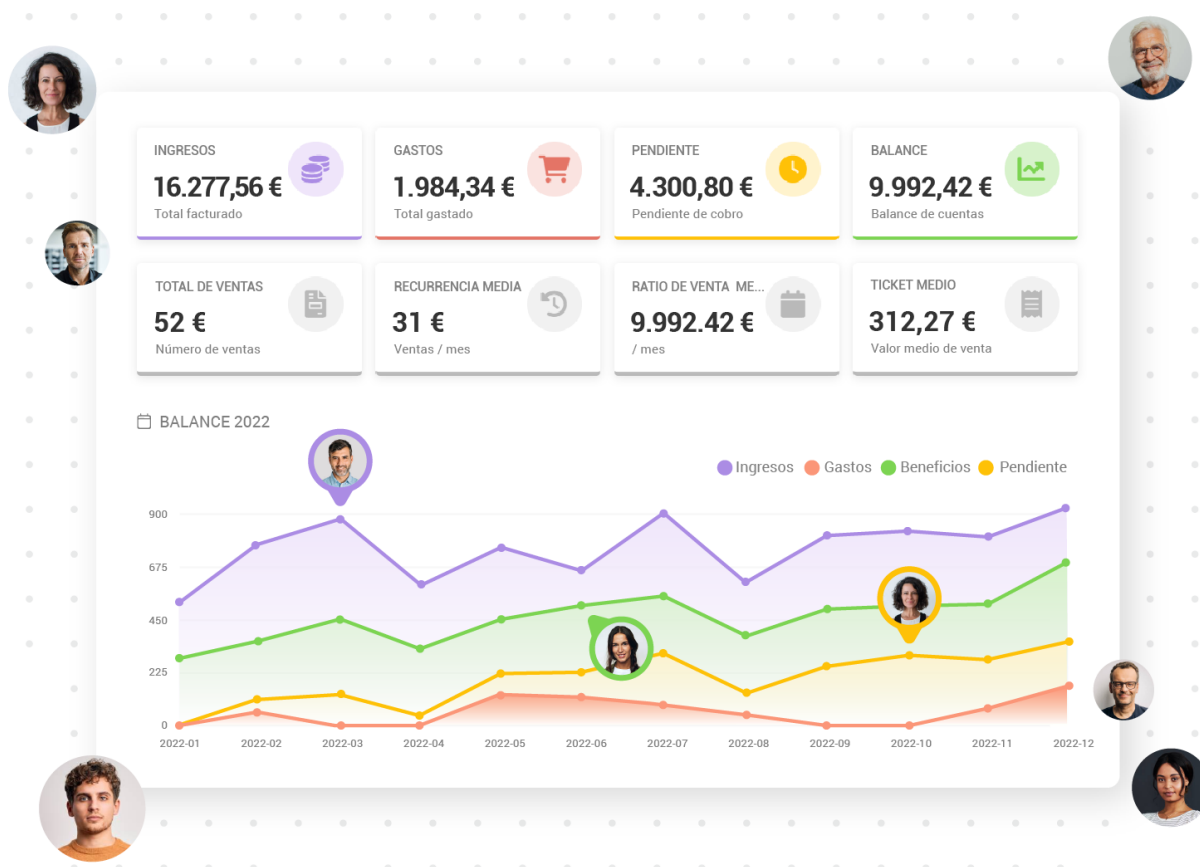 INGRESOS
16.277,56 €
Total facturado
GASTOS
1.984,34 €
Total gastado
PENDIENTE
4.300,80 €
Pendiente de cobro
BALANCE
9.992,42 €
Balance de cuentas
TOTAL DE VENTAS
52 €
Número de ventas
RECURRENCIA MEDIA
31 €
Ventas / mes
RATIO DE VENTA ME...
9.992.42 €
/ mes
TICKET MEDIO
312,27 €
Valor medio de venta
BALANCE 2022
Ingresos Gastos Beneficios Pendiente
900
675
450
225
0
2022-01 2022-02 2022-03 2022-04 2022-05 2022-06 2022-07 2022-08 2022-09 2022-10 2022-11 2022-12